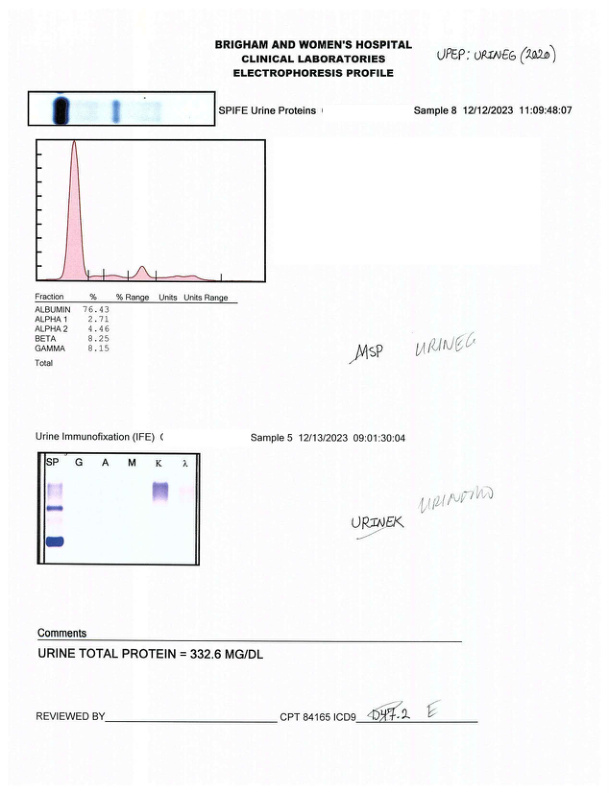 BRIGHAM AND WOMEN'S HOSPITAL
CLINICAL LABORATORIES
ELECTROPHORESIS PROFILE
UPEP: URINEG (2020)
SPIFE Urine Proteins
Sample 8 12/12/2023 11:09:48:07
Fraction % % Range Units Units Range
ALBUMIN 76.43
ALPHA 1 2.71
ALPHA 2 4.46
BETA 8.25
GAMMA 8.15
Total
MSP URINEG
Urine Immunofixation (IFE) (
Sample 5 12/13/2023 09:01:30:04
SP G A M K λ
URINEK
Comments
URINE TOTAL PROTEIN = 332.6 MG/DL
REVIEWED BY CPT 84165 ICD9 D47.2 E